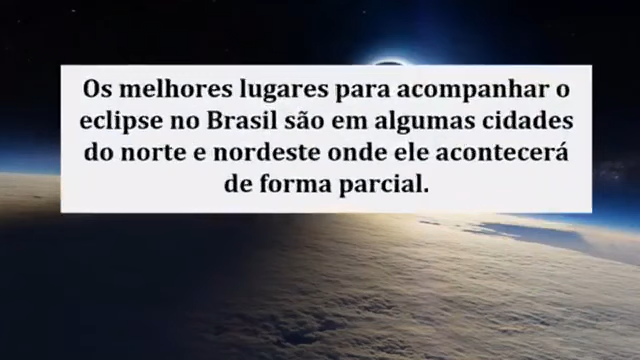 Os melhores lugares para acompanhar o
eclipse no Brasil são em algumas cidades
do norte e nordeste onde ele acontecerá
de forma parcial.